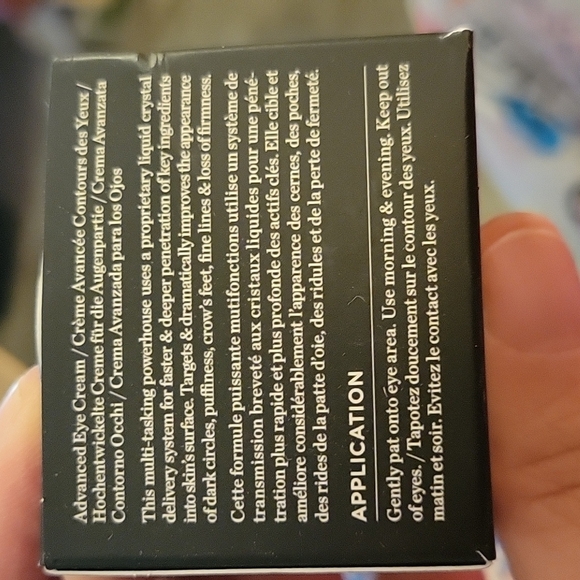 Advanced Eye Cream / Crème Avancée Contours des Yeux /
Hochentwickelte Creme für die Augenpartie / Crema Avanzata
Contorno Occhi / Crema Avanzada para los Ojos
This multi-tasking powerhouse uses a proprietary liquid crystal
delivery system for faster & deeper penetration of key ingredients
into skin's surface. Targets & dramatically improves the appearance
of dark circles, puffiness, crow's feet, fine lines & loss of firmness.
Cette formule puissante mutifonctions utilise un système de
transmission breveté aux cristaux liquides pour une péné-
tration plus rapide et plus profonde des actifs clés. Elle cible et
améliore considérablement l'apparence des cernes, des poches,
des rides de la patte d'oie, des ridules et de la perte de fermeté.
APPLICATION
Gently pat onto eye area. Use morning & evening. Keep out
of eyes. / Tapotez doucement sur le contour des yeux. Utilisez
matin et soir. Evitez le contact avec les yeux.